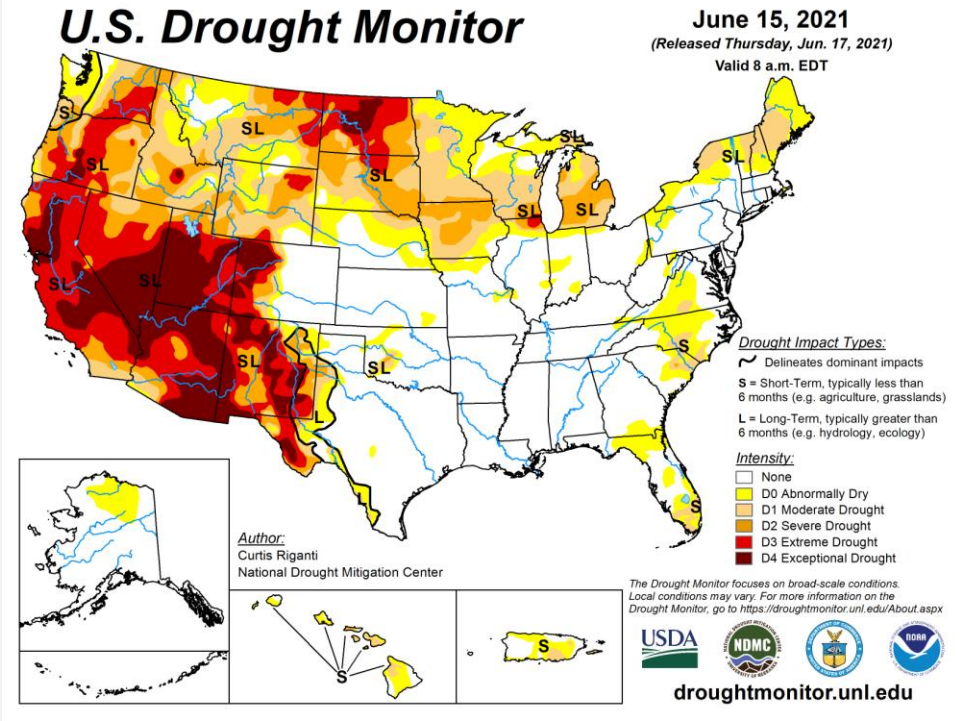 U.S. Drought Monitor
June 15, 2021
(Released Thursday, Jun. 17, 2021)
Valid 8 a.m. EDT
S
SL
SL
SL
SL
SL
SL
SL
SL
SL
SL
SL
S
L
L
S
Drought Impact Types:
Delineates dominant impacts
S = Short-Term, typically less than
6 months (e.g. agriculture, grasslands)
L = Long-Term, typically greater than
6 months (e.g. hydrology, ecology)
Intensity:
None
D0 Abnormally Dry
D1 Moderate Drought
D2 Severe Drought
D3 Extreme Drought
D4 Exceptional Drought
Author:
Curtis Riganti
National Drought Mitigation Center
S
S
The Drought Monitor focuses on broad-scale conditions.
Local conditions may vary. For more information on the
Drought Monitor, go to https://droughtmonitor.unl.edu/About.aspx
USDA
NDMC
NOAA
droughtmonitor.unl.edu